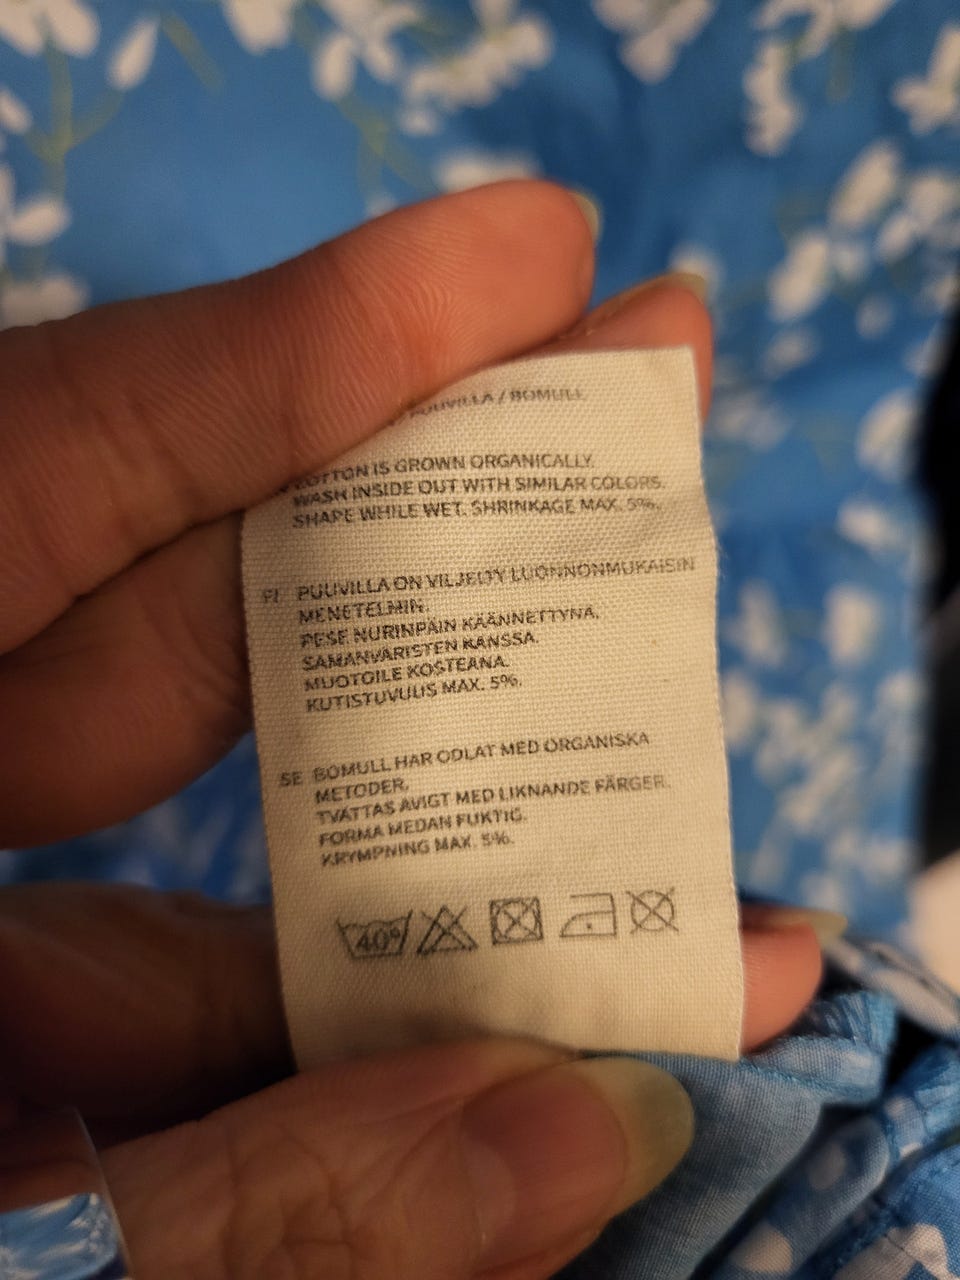 PUUVILLA / BOMULL
COTTON IS GROWN ORGANICALLY.
WASH INSIDE OUT WITH SIMILAR COLORS.
SHAPE WHILE WET. SHRINKAGE MAX. 5%.
FI PUUVILLA ON VILJELTY LUONNONMUKAISIN
MENETELMIN.
PESE NURINPÄIN KÄÄNNETTYNÄ,
SAMANVÄRISTEN KANSSA.
MUOTOILE KOSTEANA.
KUTISTUVUUS MAX. 5%.
SE BOMULL HAR ODLAT MED ORGANISKA
METODER.
TVÄTTAS AVIGT MED LIKNANDE FÄRGER.
FORMA MEDAN FUKTIG.
KRYMPNING MAX. 5%.
40°